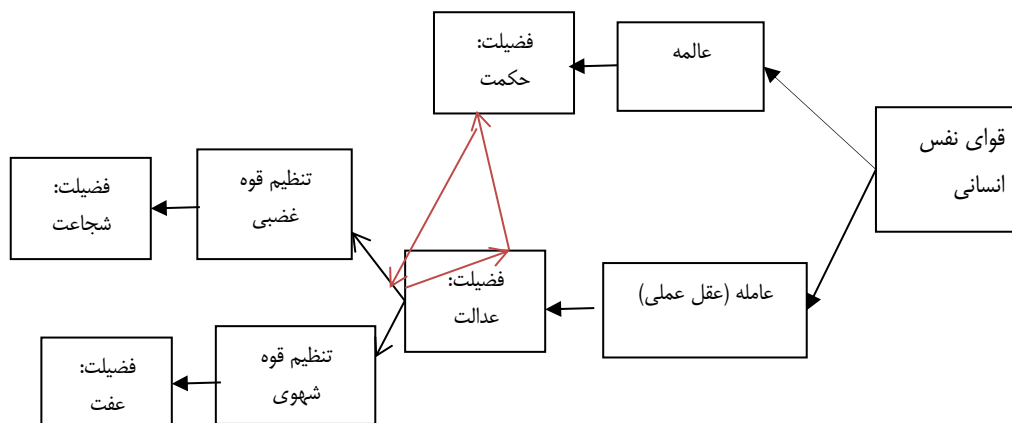 قوای نفس
انسانی
عالمه
فضیلت:
حکمت
عامله (عقل عملی)
فضیلت:
عدالت
تنظیم قوه
غضبی
فضیلت:
شجاعت
تنظیم قوه
شهوی
فضیلت:
عفت